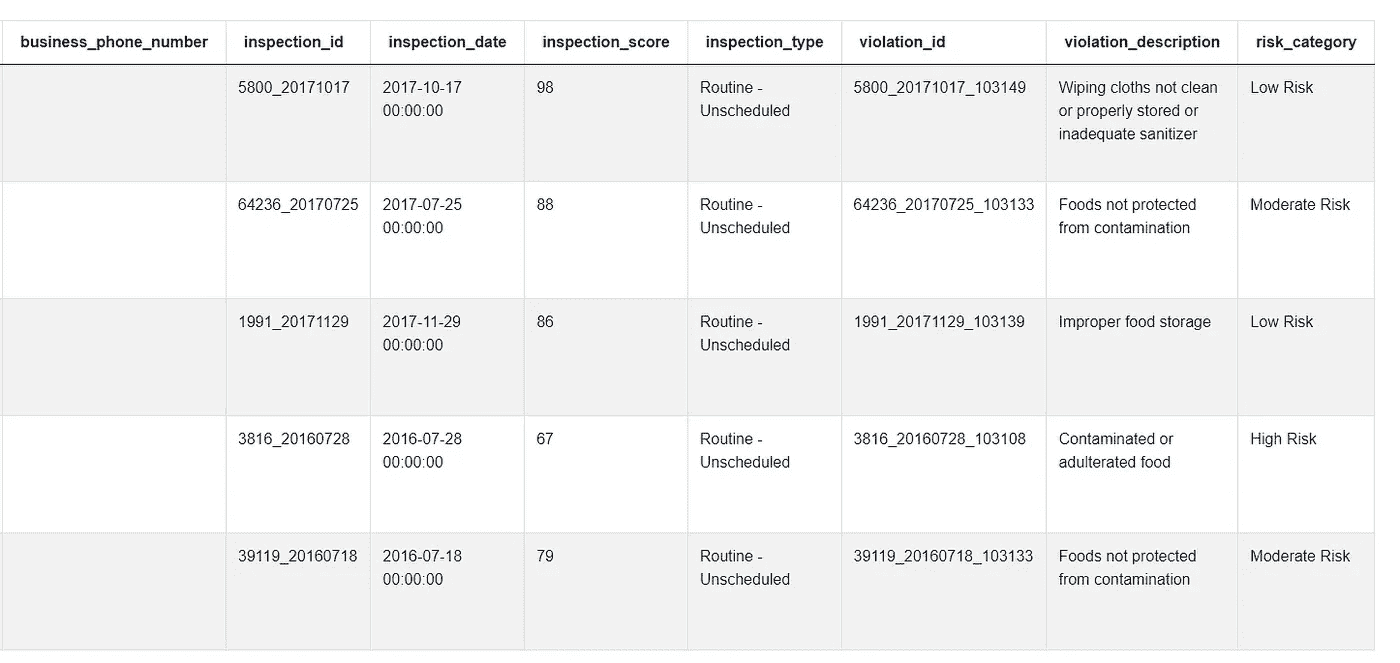 business_phone_number inspection_id inspection_date inspection_score inspection_type violation_id violation_description risk_category
5800_20171017 2017-10-17 98 Routine - 5800_20171017_103149 Wiping cloths not clean Low Risk
00:00:00 Unscheduled or properly stored or
inadequate sanitizer
64236_20170725 2017-07-25 88 Routine - 64236_20170725_103133 Foods not protected Moderate Risk
00:00:00 Unscheduled from contamination
1991_20171129 2017-11-29 86 Routine - 1991_20171129_103139 Improper food storage Low Risk
00:00:00 Unscheduled
3816_20160728 2016-07-28 67 Routine - 3816_20160728_103108 Contaminated or High Risk
00:00:00 Unscheduled adulterated food
39119_20160718 2016-07-18 79 Routine - 39119_20160718_103133 Foods not protected Moderate Risk
00:00:00 Unscheduled from contamination